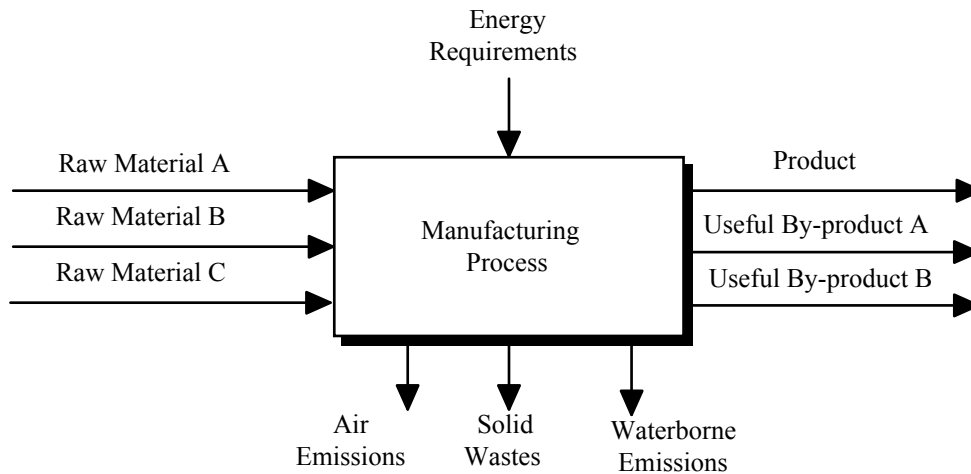 Energy
Requirements
Raw Material A
Raw Material B
Raw Material C
Manufacturing
Process
Product
Useful By-product A
Useful By-product B
Air
Emissions
Solid
Wastes
Waterborne
Emissions